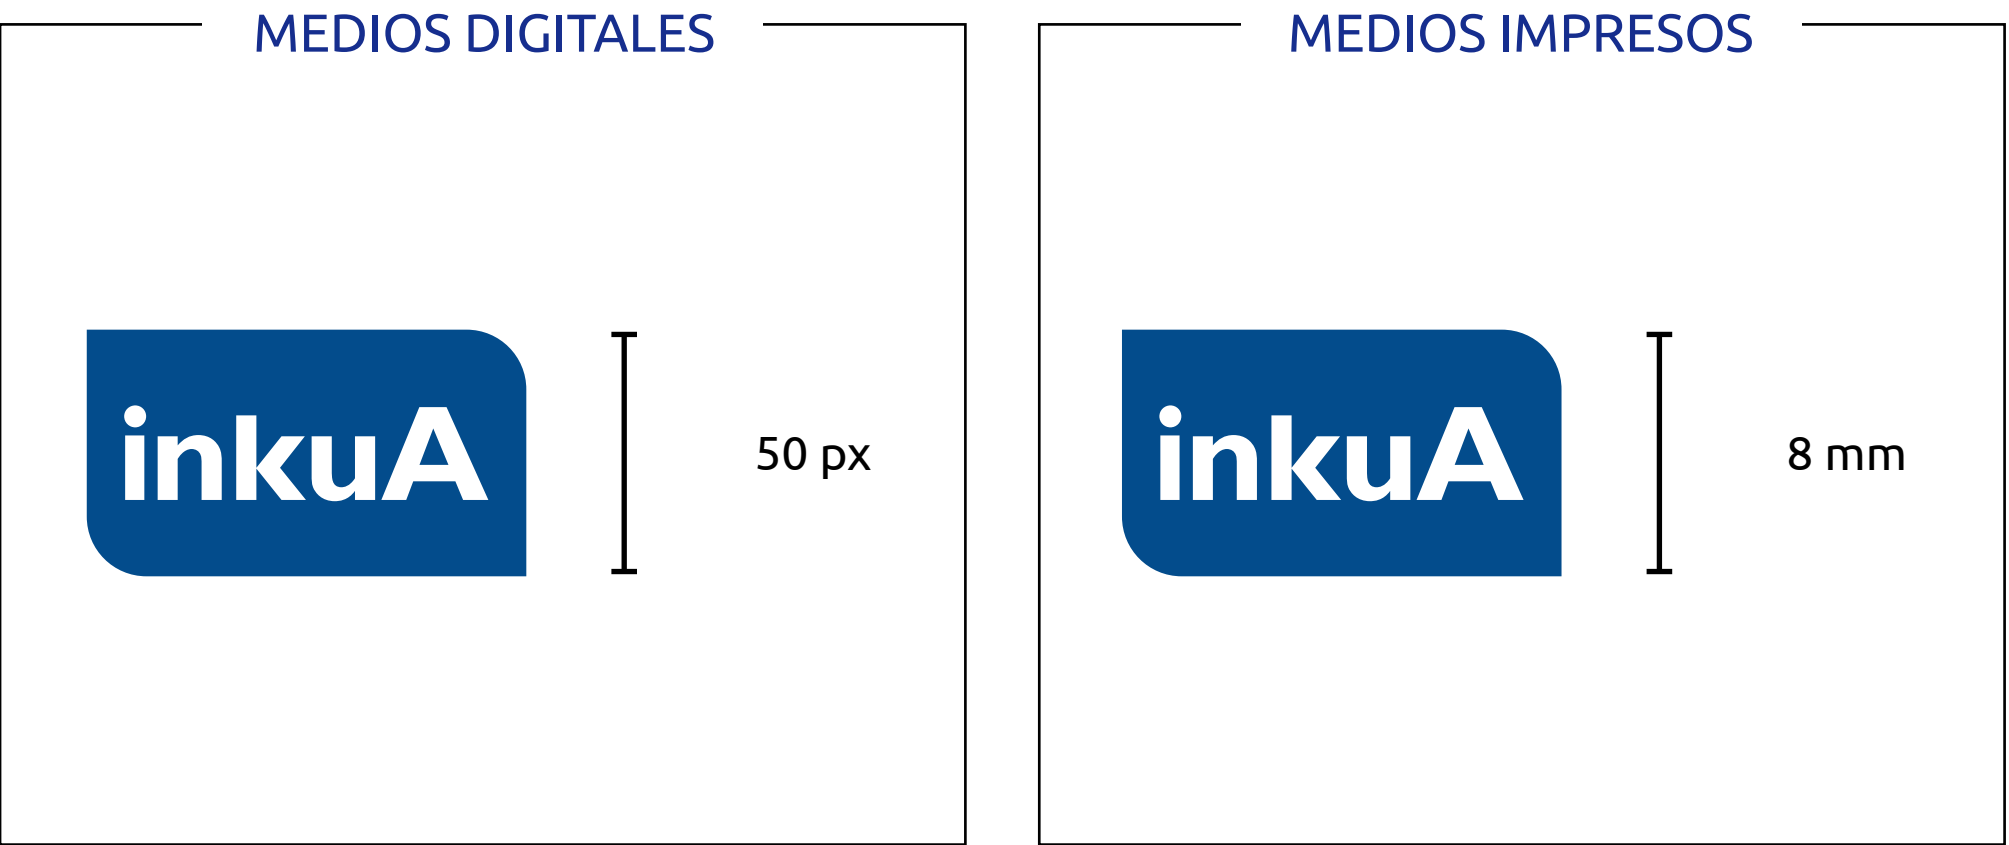 MEDIOS DIGITALES
inkuA
50 px
MEDIOS IMPRESOS
inkuA
8 mm